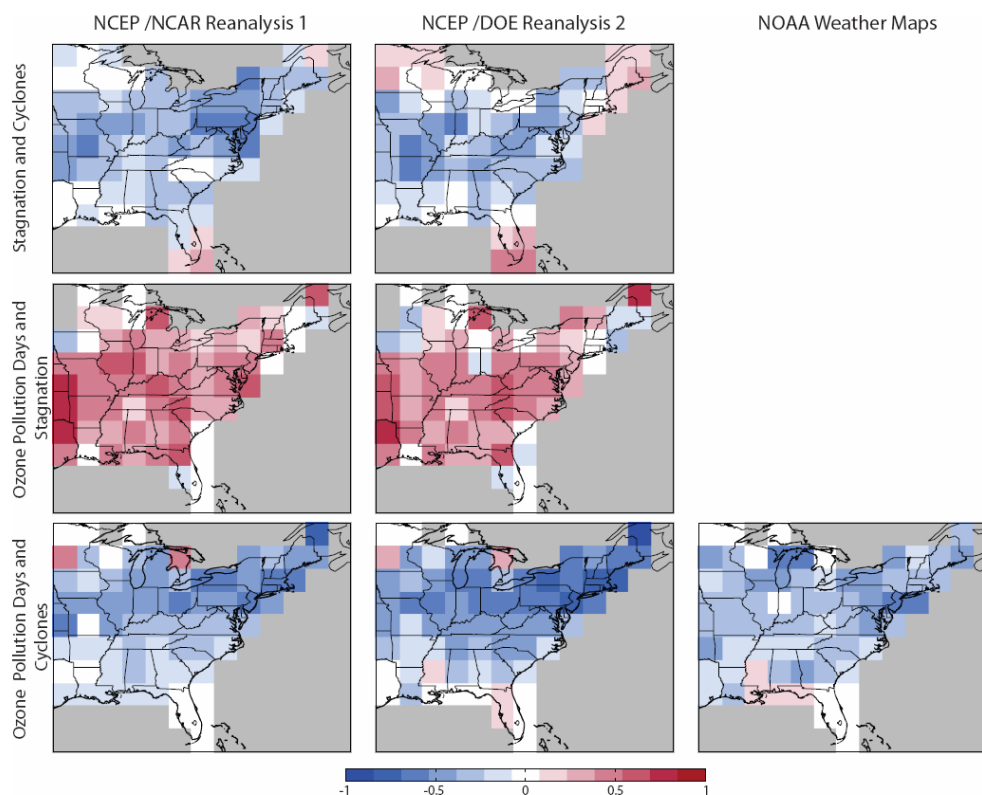 NCEP /NCAR Reanalysis 1
NCEP /DOE Reanalysis 2
NOAA Weather Maps
Stagnation and Cyclones
Ozone Pollution Days and
Stagnation
Ozone Pollution Days and
Cyclones
-1
-0.5
0
0.5
1